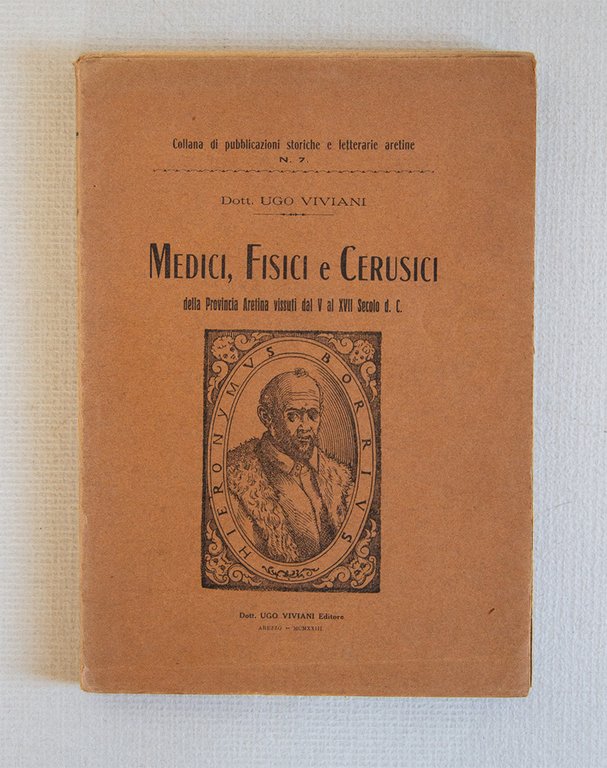 Collana di pubblicazioni storiche e letterarie aretine
N. 7.
Dott. UGO VIVIANI
MEDICI, FISICI e CERUSICI
della Provincia Aretina vissuti dal V al XVII Secolo d. C.
HIERONYMVS BORRIVS
Dott. UGO VIVIANI Editore
AREZZO - MCMXXIII